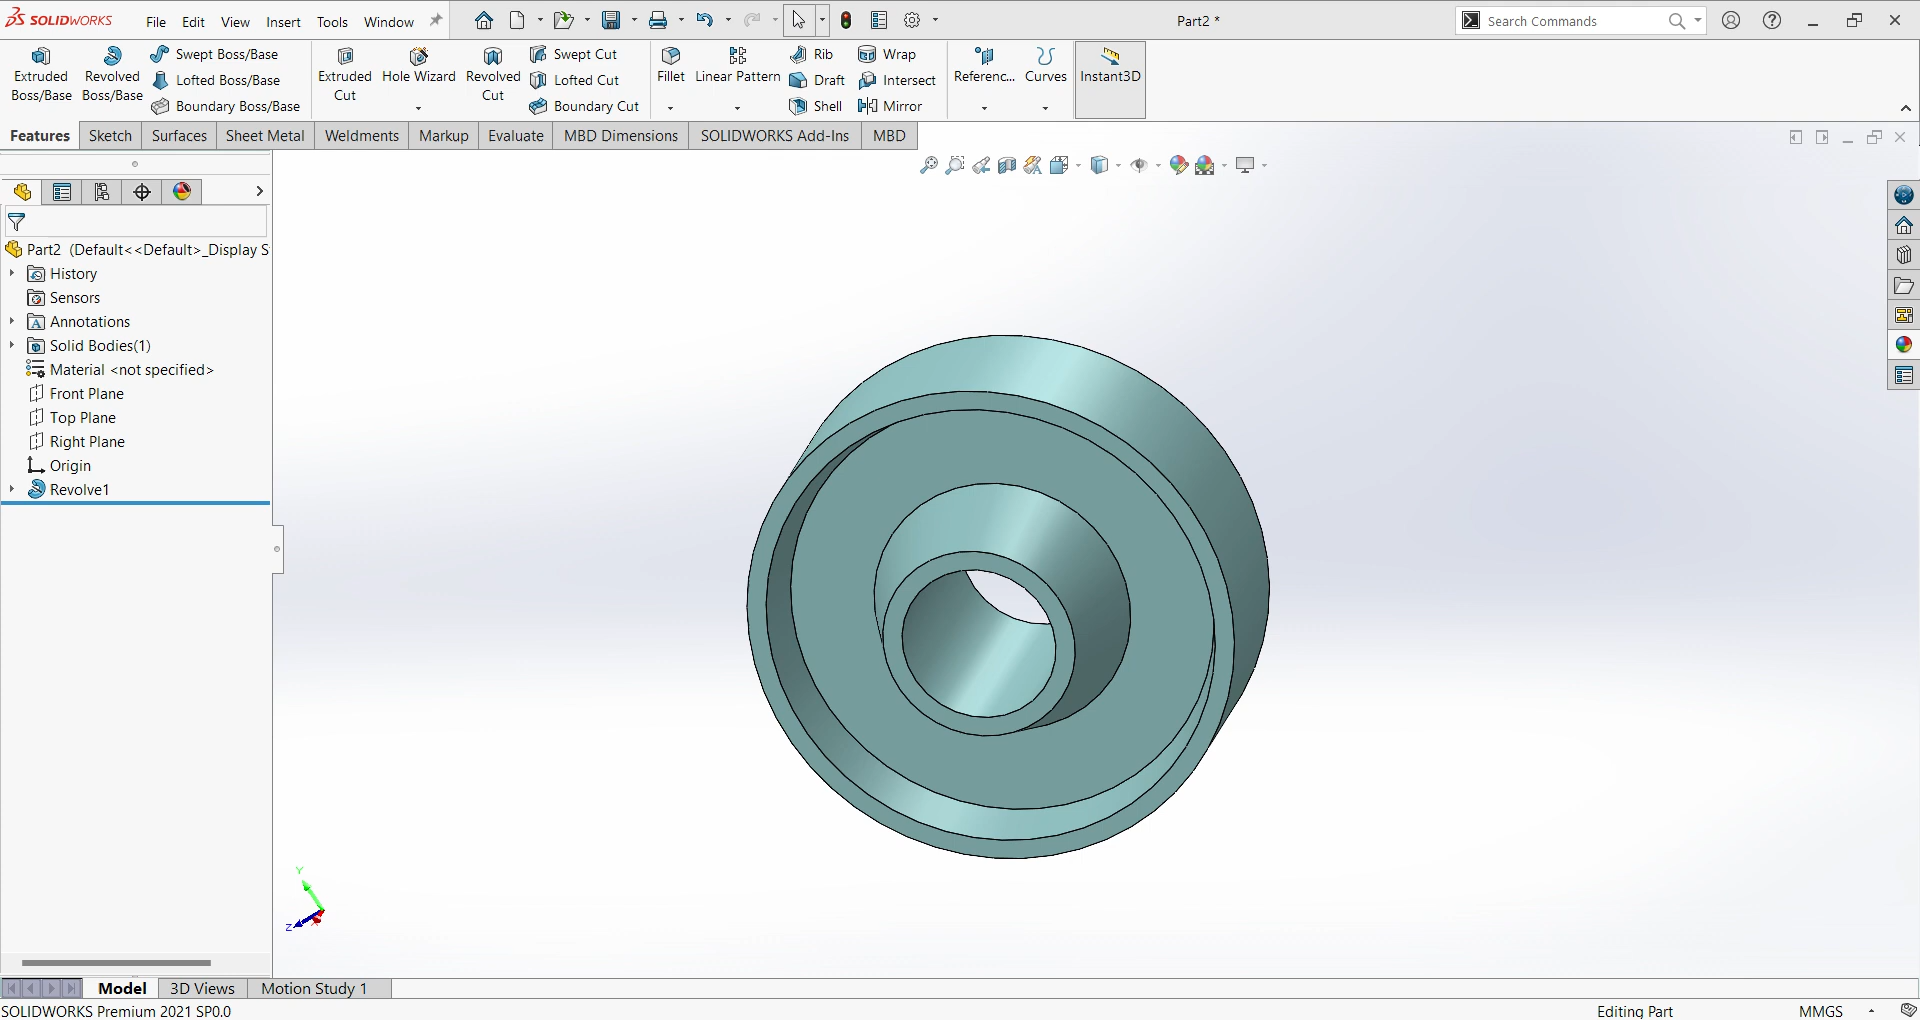 SOLIDWORKS File Edit View Insert Tools Window Part2 * Search Commands
Extruded Boss/Base
Revolved Boss/Base
Swept Boss/Base
Lofted Boss/Base
Boundary Boss/Base
Extruded Cut
Hole Wizard
Revolved Cut
Swept Cut
Lofted Cut
Boundary Cut
Fillet
Linear Pattern
Rib
Draft
Shell
Wrap
Intersect
Mirror
Referenc...
Curves
Instant3D
Features Sketch Surfaces Sheet Metal Weldments Markup Evaluate MBD Dimensions SOLIDWORKS Add-Ins MBD
Part2 (Default<<Default>_Display S
History
Sensors
Annotations
Solid Bodies(1)
Material <not specified>
Front Plane
Top Plane
Right Plane
Origin
Revolve1
Y
Z
X
Model 3D Views Motion Study 1
SOLIDWORKS Premium 2021 SP0.0 Editing Part MMGS